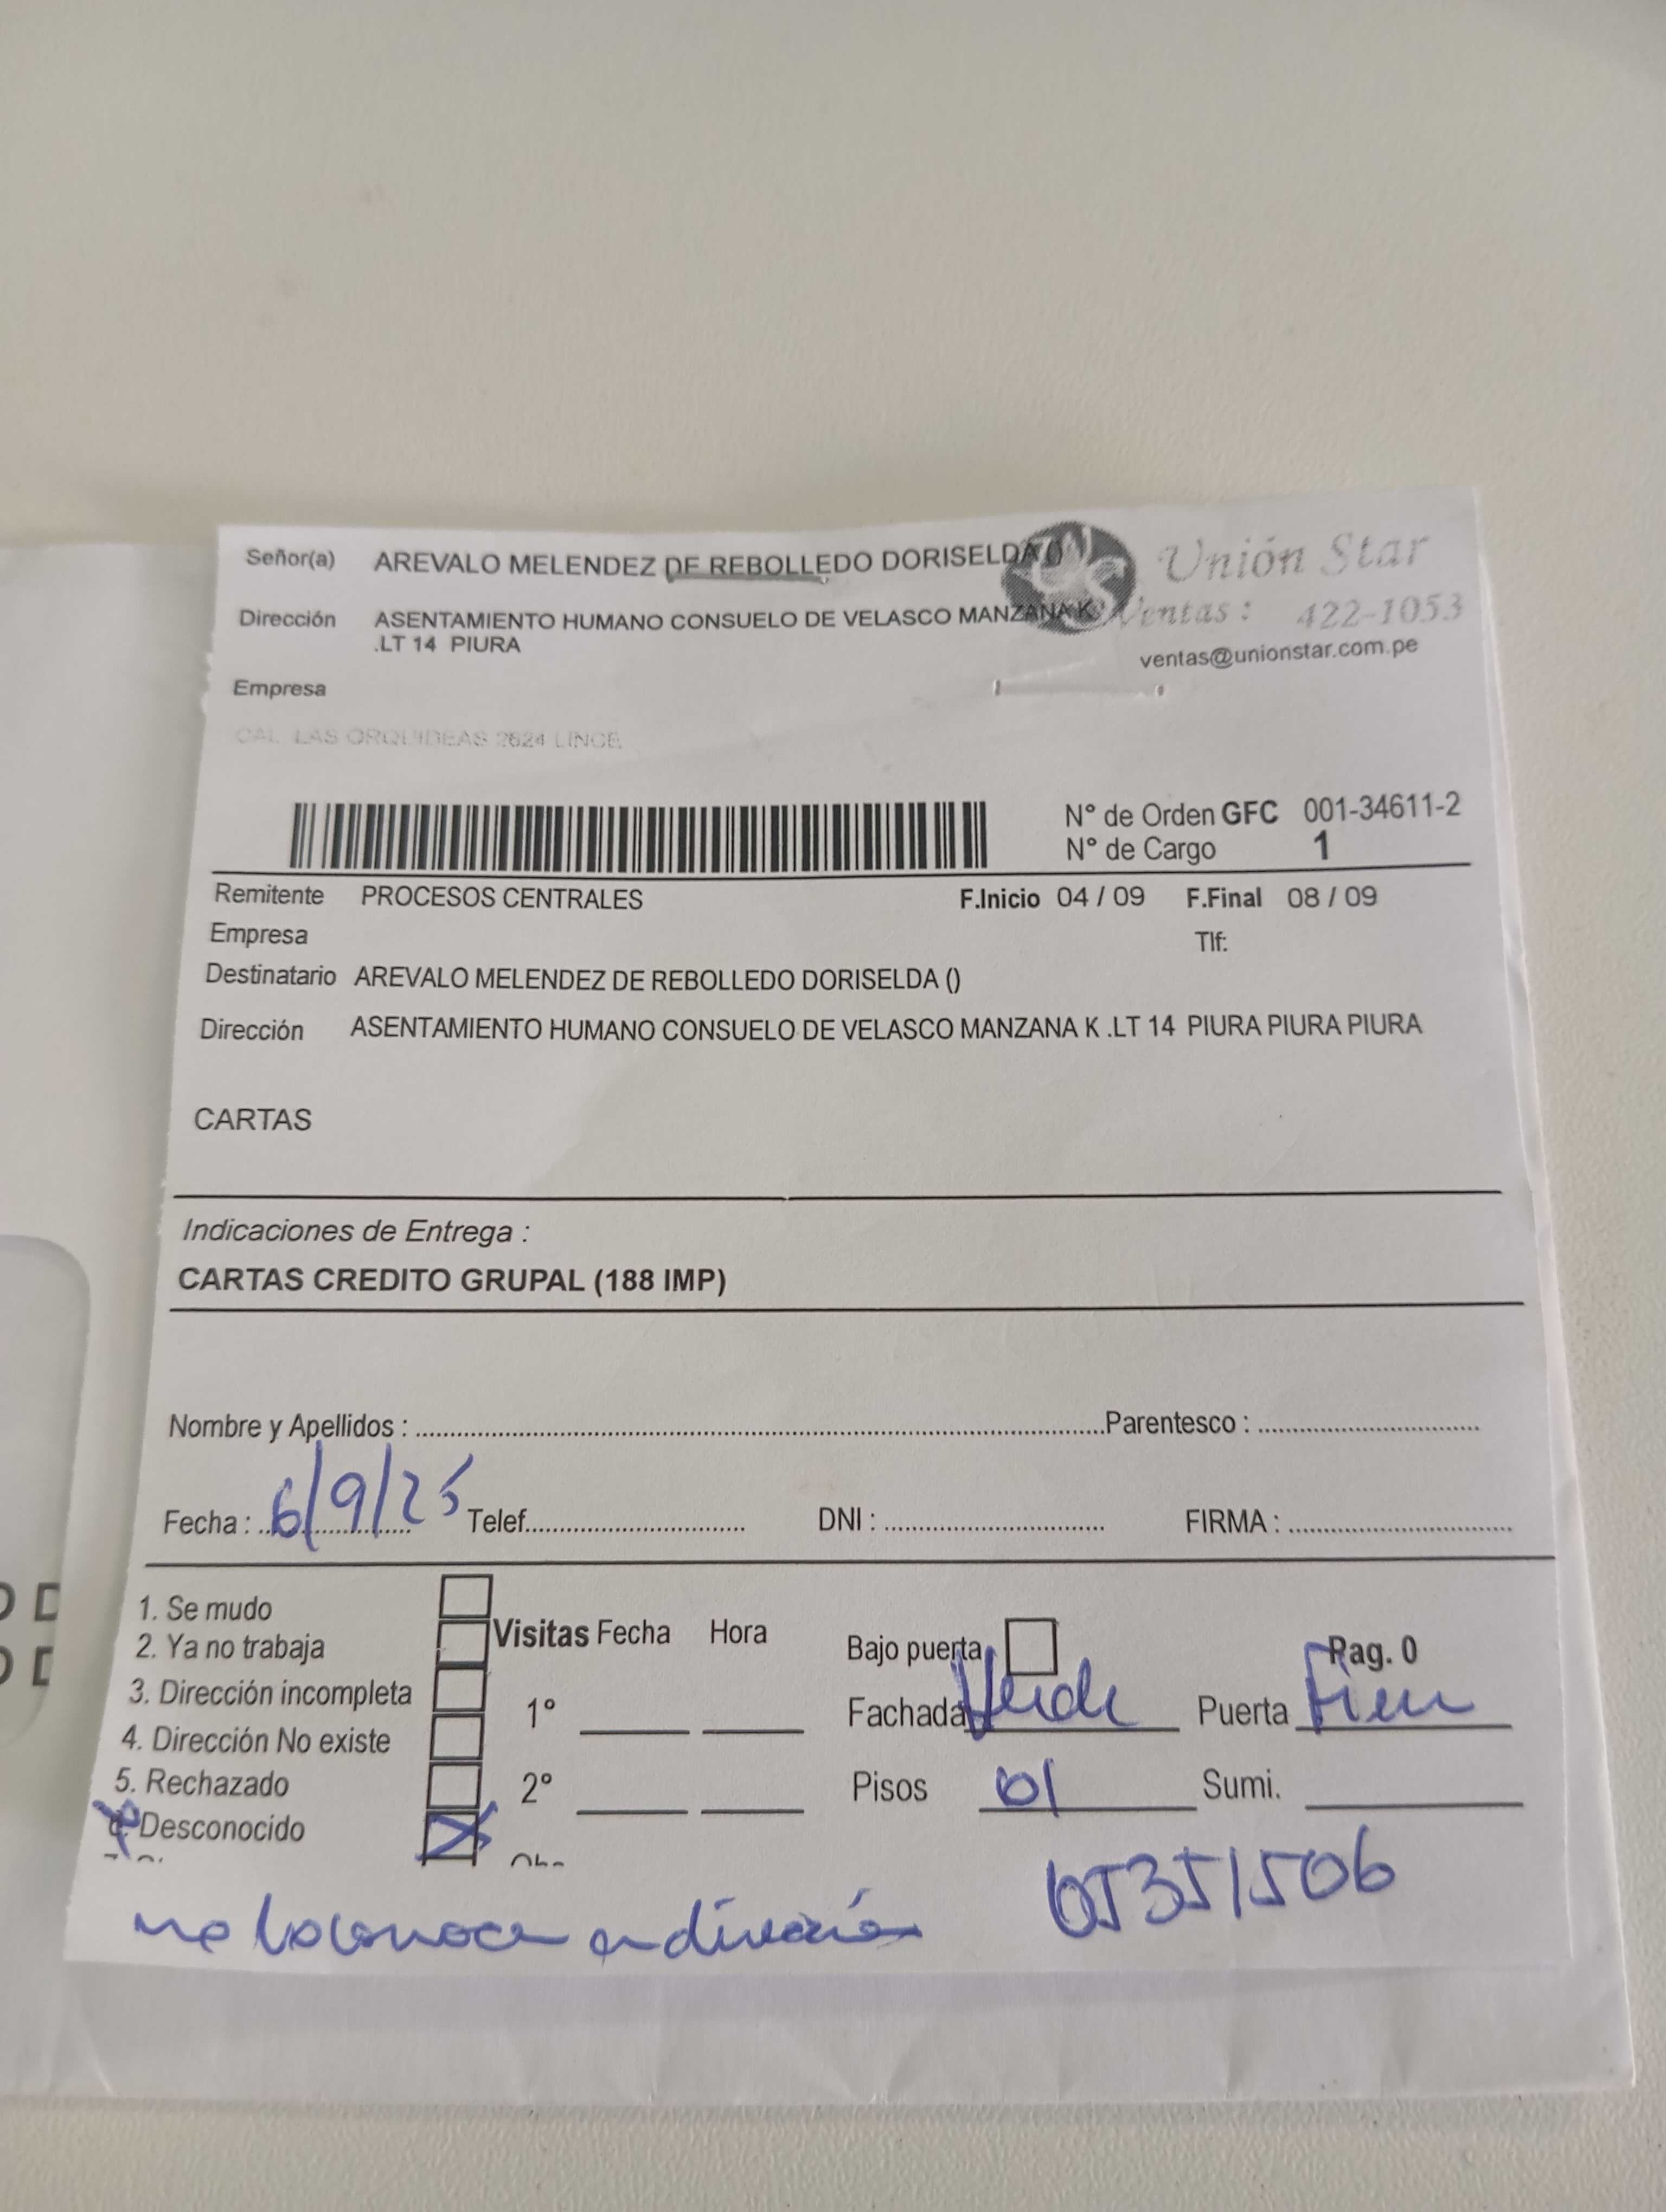 Señor(a) AREVALO MELENDEZ DE REBOLLEDO DORISELDA ()
Unión Star
Dirección ASENTAMIENTO HUMANO CONSUELO DE VELASCO MANZANA K
Ventas : 422-1053
.LT 14 PIURA
ventas@unionstar.com.pe
Empresa
CAL. LAS ORQUIDEAS 2624 LINCE
N° de Orden GFC 001-34611-2
N° de Cargo 1
Remitente PROCESOS CENTRALES F.Inicio 04 / 09 F.Final 08 / 09
Empresa Tlf:
Destinatario AREVALO MELENDEZ DE REBOLLEDO DORISELDA ()
Dirección ASENTAMIENTO HUMANO CONSUELO DE VELASCO MANZANA K .LT 14 PIURA PIURA PIURA
CARTAS
Indicaciones de Entrega :
CARTAS CREDITO GRUPAL (188 IMP)
Nombre y Apellidos : Parentesco :
Fecha : 6/9/25 Telef. DNI : FIRMA :
1. Se mudo
2. Ya no trabaja
3. Dirección incompleta
4. Dirección No existe
5. Rechazado
Desconocido
Visitas Fecha Hora
1°
2°
Bajo puerta Pag. 0
Fachada Verde Puerta Fierr
Pisos 01 Sumi.
no lo conoce en dirección